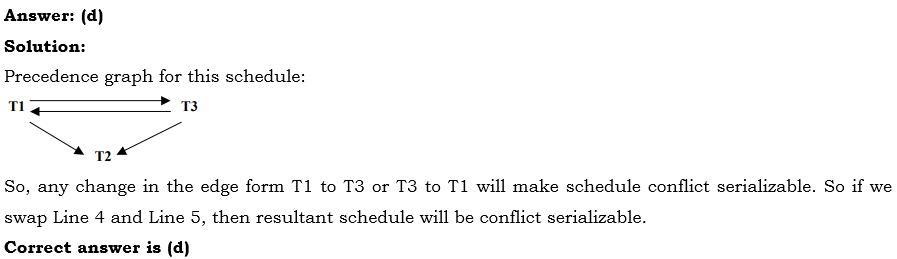 Answer: (d)
Solution:
Precedence graph for this schedule:
T1 T3
T2
So, any change in the edge form T1 to T3 or T3 to T1 will make schedule conflict serializable. So if we
swap Line 4 and Line 5, then resultant schedule will be conflict serializable.
Correct answer is (d)